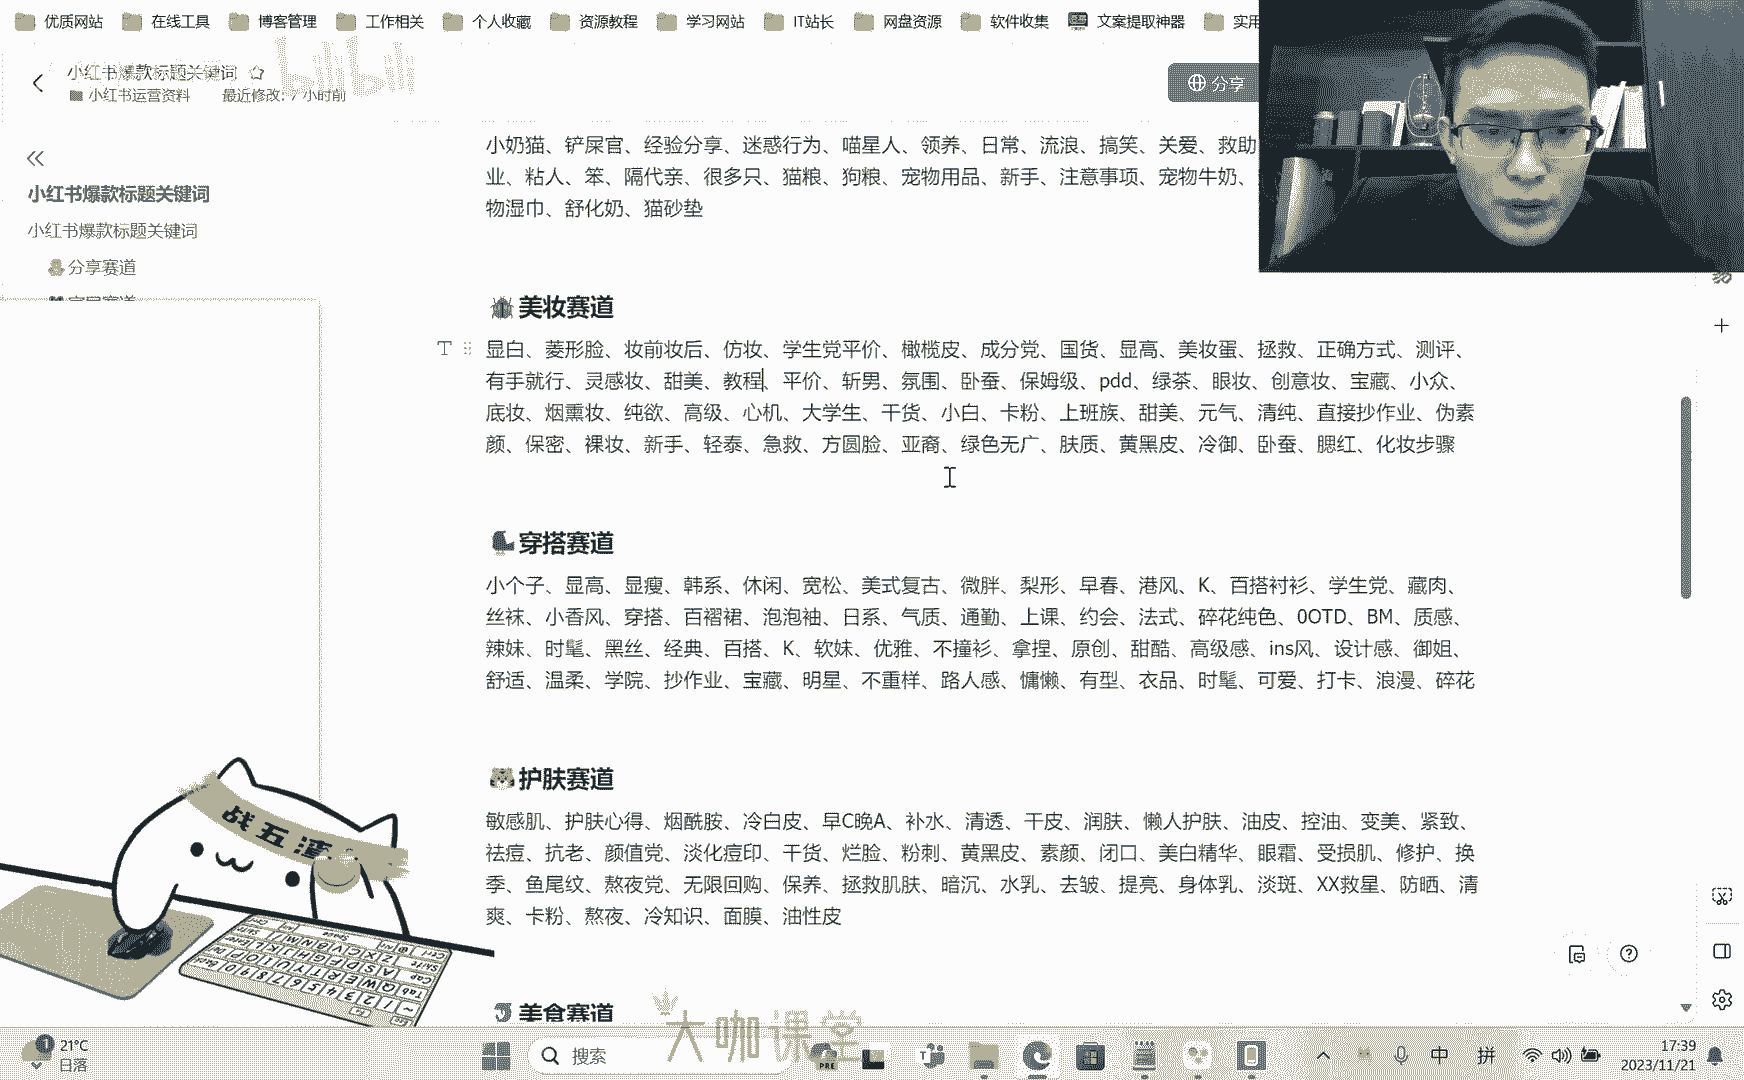 优质网站 在线工具 博客管理 工作相关 个人收藏 资源教程 学习网站 IT站长 网盘资源 软件收集 文案提取神器 实用
bilibili
小红书爆款标题关键词
小红书运营资料 最近修改: 7 小时前
分享
小红书爆款标题关键词
小红书爆款标题关键词
分享赛道
小奶猫、铲屎官、经验分享、迷惑行为、喵星人、领养、日常、流浪、搞笑、关爱、救助
业、粘人、笨、隔代亲、很多只、猫粮、狗粮、宠物用品、新手、注意事项、宠物牛奶、
物湿巾、舒化奶、猫砂垫
美妆赛道
显白、菱形脸、妆前妆后、仿妆、学生党平价、橄榄皮、成分党、国货、显高、美妆蛋、拯救、正确方式、测评、
有手就行、灵感妆、甜美、教程、平价、斩男、氛围、卧蚕、保姆级、pdd、绿茶、眼妆、创意妆、宝藏、小众、
底妆、烟熏妆、纯欲、高级、心机、大学生、干货、小白、卡粉、上班族、甜美、元气、清纯、直接抄作业、伪素
颜、保密、裸妆、新手、轻泰、急救、方圆脸、亚裔、绿色无广、肤质、黄黑皮、冷御、卧蚕、腮红、化妆步骤
穿搭赛道
小个子、显高、显瘦、韩系、休闲、宽松、美式复古、微胖、梨形、早春、港风、K、百搭衬衫、学生党、藏肉、
丝袜、小香风、穿搭、百褶裙、泡泡袖、日系、气质、通勤、上课、约会、法式、碎花纯色、0OTD、BM、质感、
辣妹、时髦、黑丝、经典、百搭、K、软妹、优雅、不撞衫、拿捏、原创、甜酷、高级感、ins风、设计感、御姐、
舒适、温柔、学院、抄作业、宝藏、明星、不重样、路人感、慵懒、有型、衣品、时髦、可爱、打卡、浪漫、碎花
护肤赛道
敏感肌、护肤心得、烟酰胺、冷白皮、早C晚A、补水、清透、干皮、润肤、懒人护肤、油皮、控油、变美、紧致、
祛痘、抗老、颜值党、淡化痘印、干货、烂脸、粉刺、黄黑皮、素颜、闭口、美白精华、眼霜、受损肌、修护、换
季、鱼尾纹、熬夜党、无限回购、保养、拯救肌肤、暗沉、水乳、去皱、提亮、身体乳、淡斑、XX救星、防晒、清
爽、卡粉、熬夜、冷知识、面膜、油性皮
美食赛道
战五渣
大咖课堂
21°C
日落
搜索
PRE
中 拼
17:39
2023/11/21